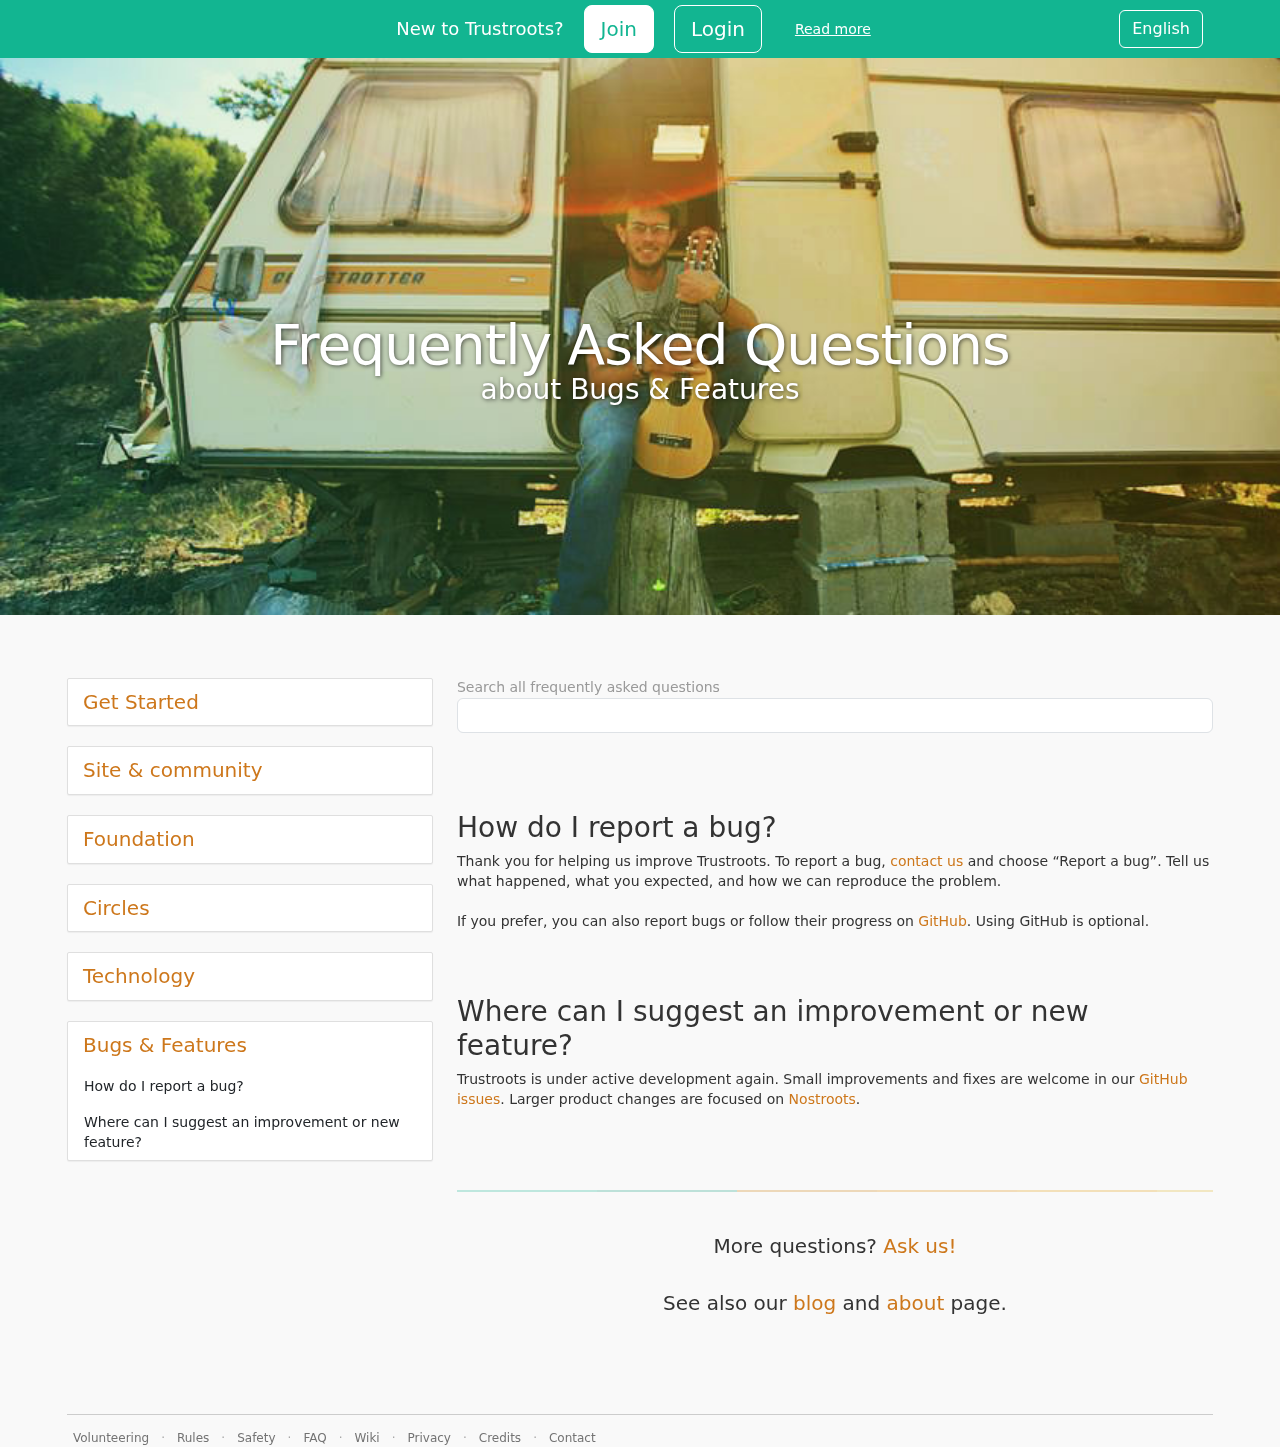 New to Trustroots? Join Login Read more English
GLOBETROTTER
Frequently Asked Questions
about Bugs & Features
Get Started
Site & community
Foundation
Circles
Technology
Bugs & Features
How do I report a bug?
Where can I suggest an improvement or new
feature?
Search all frequently asked questions
How do I report a bug?
Thank you for helping us improve Trustroots. To report a bug, contact us and choose “Report a bug”. Tell us
what happened, what you expected, and how we can reproduce the problem.
If you prefer, you can also report bugs or follow their progress on GitHub. Using GitHub is optional.
Where can I suggest an improvement or new
feature?
Trustroots is under active development again. Small improvements and fixes are welcome in our GitHub
issues. Larger product changes are focused on Nostroots.
More questions? Ask us!
See also our blog and about page.
Volunteering · Rules · Safety · FAQ · Wiki · Privacy · Credits · Contact